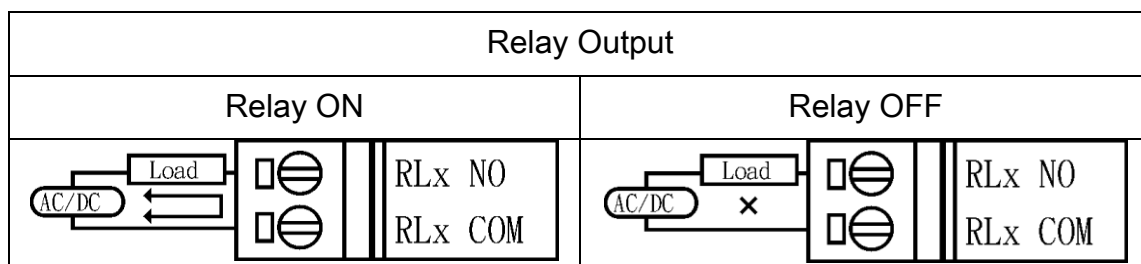 Relay Output
Relay ON
Relay OFF
Load
AC/DC
RLx NO
RLx COM
Load
AC/DC
RLx NO
RLx COM